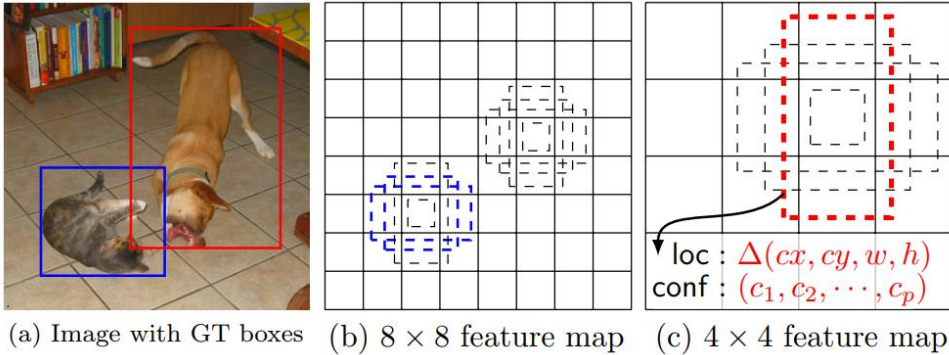 loc : Δ(cx, cy, w, h)
conf : (c₁, c₂, ⋯, cₚ)
(a) Image with GT boxes (b) 8 × 8 feature map (c) 4 × 4 feature map